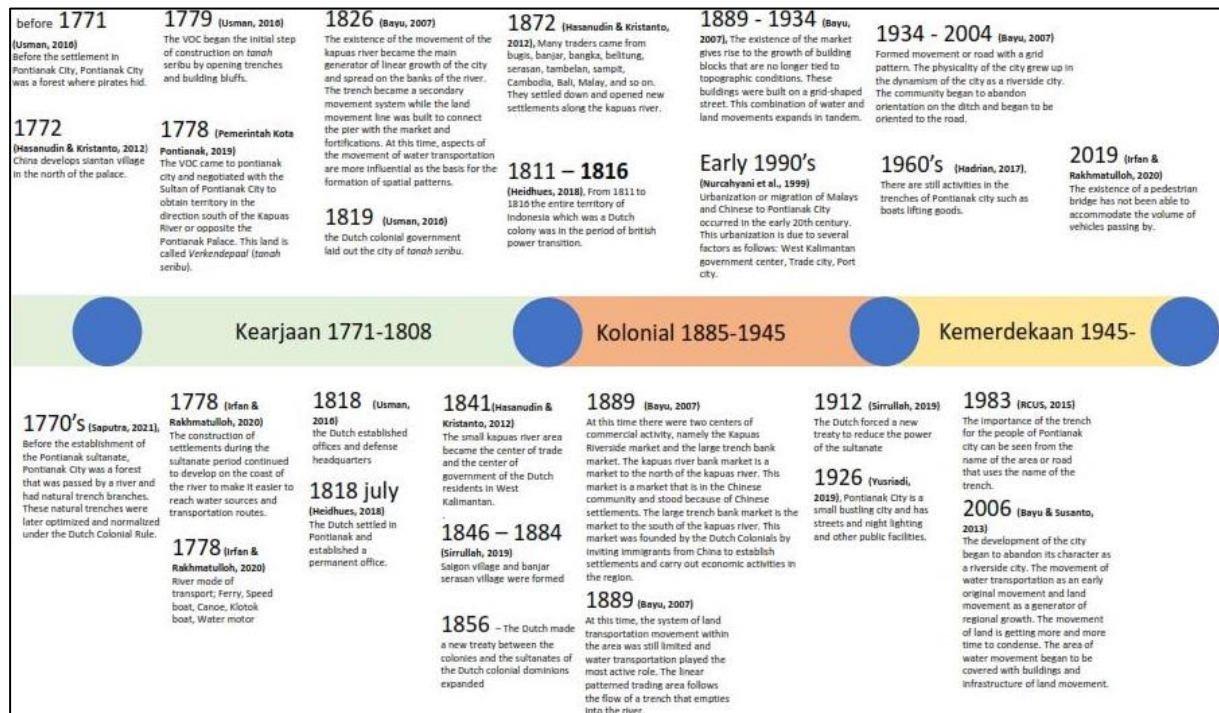 before 1771
(Usman, 2016)
Before the settlement in
Pontianak City, Pontianak City
was a forest where pirates hid.
1772
(Hasanudin & Kristanto, 2012)
China develops siantan village
in the north of the palace.
1779 (Usman, 2016)
The VOC began the initial step
of construction on tanah
seribu by opening trenches
and building bluffs.
1778 (Pemerintah Kota
Pontianak, 2019)
The VOC came to pontianak
city and negotiated with the
Sultan of Pontianak City to
obtain territory in the
direction south of the Kapuas
River or opposite the
Pontianak Palace. This land is
called Verkendepaal (tanah
seribu).
1826 (Bayu, 2007)
The existence of the movement of the
kapuas river became the main
generator of linear growth of the city
and spread on the banks of the river.
The trench became a secondary
movement system while the land
movement line was built to connect
the pier with the market and
fortifications. At this time, aspects of
the movement of water transportation
are more influential as the basis for the
formation of spatial patterns.
1819 (Usman, 2016)
the Dutch colonial government
laid out the city of tanah seribu.
1872 (Hasanudin & Kristanto,
2012), Many traders came from
bugis, banjar, bangka, belitung,
serasan, tambelan, sampit,
Cambodia, Bali, Malay, and so on.
They settled down and opened new
settlements along the kapuas river.
1811 – 1816
(Heidhues, 2018), From 1811 to
1816 the entire territory of
Indonesia which was a Dutch
colony was in the period of british
power transition.
1889 - 1934 (Bayu,
2007), The existence of the market
gives rise to the growth of building
blocks that are no longer tied to
topographic conditions. These
buildings were built on a grid-shaped
street. This combination of water and
land movements expands in tandem.
Early 1990's
(Nurcahyani et al., 1999)
Urbanization or migration of Malays
and Chinese to Pontianak City
occurred in the early 20th century.
This urbanization is due to several
factors as follows: West Kalimantan
government center, Trade city, Port
city.
1934 - 2004 (Bayu, 2007)
Formed movement or road with a grid
pattern. The physicality of the city grew up in
the dynamism of the city as a riverside city.
The community began to abandon
orientation on the ditch and began to be
oriented to the road.
1960's (Hadrian, 2017),
There are still activities in the
trenches of Pontianak city such as
boats lifting goods.
2019 (Irfan &
Rakhmatulloh, 2020)
The existence of a pedestrian
bridge has not been able to
accommodate the volume of
vehicles passing by.
Kearjaan 1771-1808
Kolonial 1885-1945
Kemerdekaan 1945-
1770's (Saputra, 2021),
Before the establishment of
the Pontianak sultanate,
Pontianak City was a forest
that was passed by a river and
had natural trench branches.
These natural trenches were
later optimized and normalized
under the Dutch Colonial Rule.
1778 (Irfan &
Rakhmatulloh, 2020)
The construction of
settlements during the
sultanate period continued
to develop on the coast of
the river to make it easier to
reach water sources and
transportation routes.
1778 (Irfan &
Rakhmatulloh, 2020)
River mode of
transport; Ferry, Speed
boat, Canoe, Klotok
boat, Water motor
1818 (Usman,
2016)
the Dutch established
offices and defense
headquarters
1818 july
(Heidhues, 2018)
The Dutch settled in
Pontianak and
established a
permanent office.
1841(Hasanudin &
Kristanto, 2012)
The small kapuas river area
became the center of trade
and the center of
government of the Dutch
residents in West
Kalimantan.
.
1846 – 1884
(Sirrullah, 2019)
Saigon village and banjar
serasan village were formed
1856 – The Dutch made
a new treaty between the
colonies and the sultanates of
the Dutch colonial dominions
expanded
1889 (Bayu, 2007)
At this time there were two centers of
commercial activity, namely the Kapuas
Riverside market and the large trench bank
market. The kapuas river bank market is a
market to the north of the kapuas river. This
market is a market that is in the Chinese
community and stood because of Chinese
settlements. The large trench bank market is the
market to the south of the kapuas river. This
market was founded by the Dutch Colonials by
inviting immigrants from China to establish
settlements and carry out economic activities in
the region.
1889 (Bayu, 2007)
At this time, the system of land
transportation movement within
the area was still limited and
water transportation played the
most active role. The linear
patterned trading area follows
the flow of a trench that empties
into the river
1912 (Sirrullah, 2019)
The Dutch forced a new
treaty to reduce the power
of the sultanate
1926 (Yusriadi,
2019), Pontianak City is a
small bustling city and has
streets and night lighting
and other public facilities.
1983 (RCUS, 2015)
The importance of the trench
for the people of Pontianak
city can be seen from the
name of the area or road
that uses the name of the
trench.
2006 (Bayu & Susanto,
2013)
The development of the city
began to abandon its character as
a riverside city. The movement of
water transportation as an early
original movement and land
movement as a generator of
regional growth. The movement
of land is getting more and more
time to condense. The area of
water movement began to be
covered with buildings and
infrastructure of land movement.